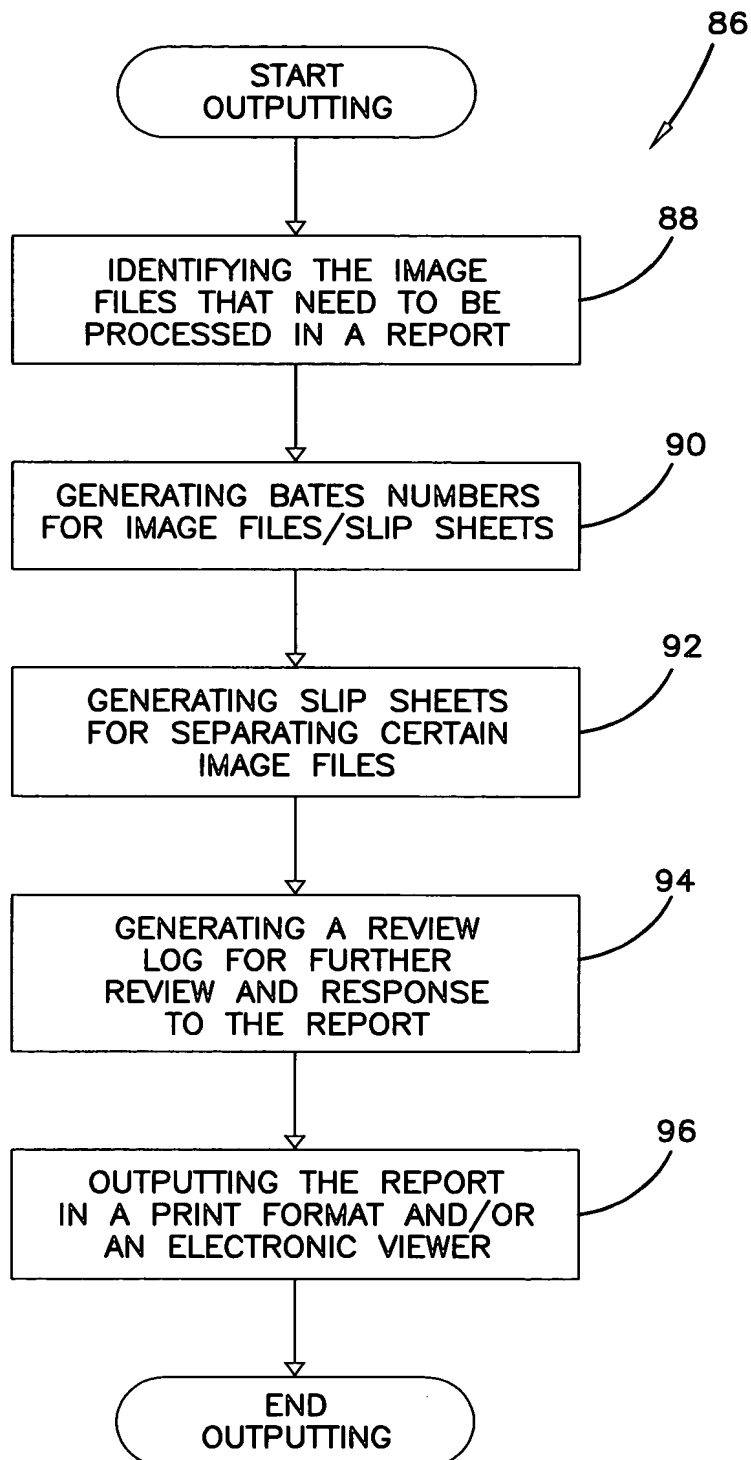 86
START
OUTPUTTING
88
IDENTIFYING THE IMAGE
FILES THAT NEED TO BE
PROCESSED IN A REPORT
90
GENERATING BATES NUMBERS
FOR IMAGE FILES/SLIP SHEETS
92
GENERATING SLIP SHEETS
FOR SEPARATING CERTAIN
IMAGE FILES
94
GENERATING A REVIEW
LOG FOR FURTHER
REVIEW AND RESPONSE
TO THE REPORT
96
OUTPUTTING THE REPORT
IN A PRINT FORMAT AND/OR
AN ELECTRONIC VIEWER
END
OUTPUTTING